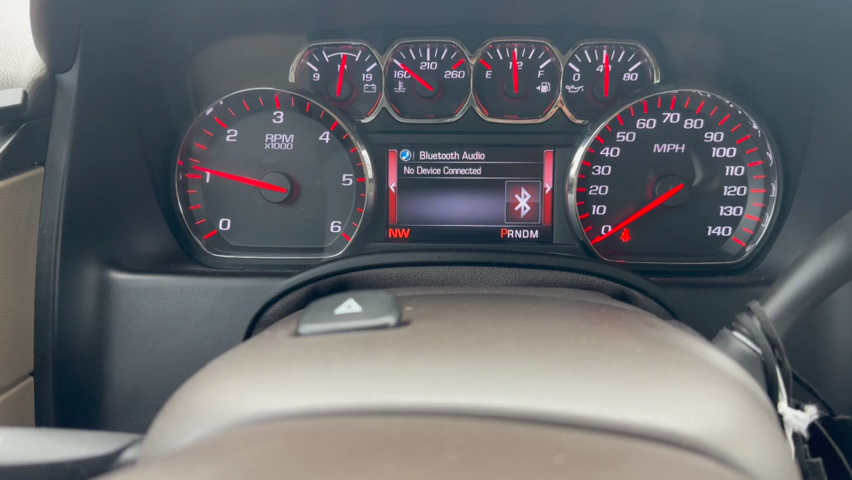 9 19
160 210 260
E 1/2 F
0 40 80
RPM
x1000
0 1 2 3 4 5 6
Bluetooth Audio
No Device Connected
NW PRNDM
MPH
0 10 20 30 40 50 60 70 80 90 100 110 120 130 140